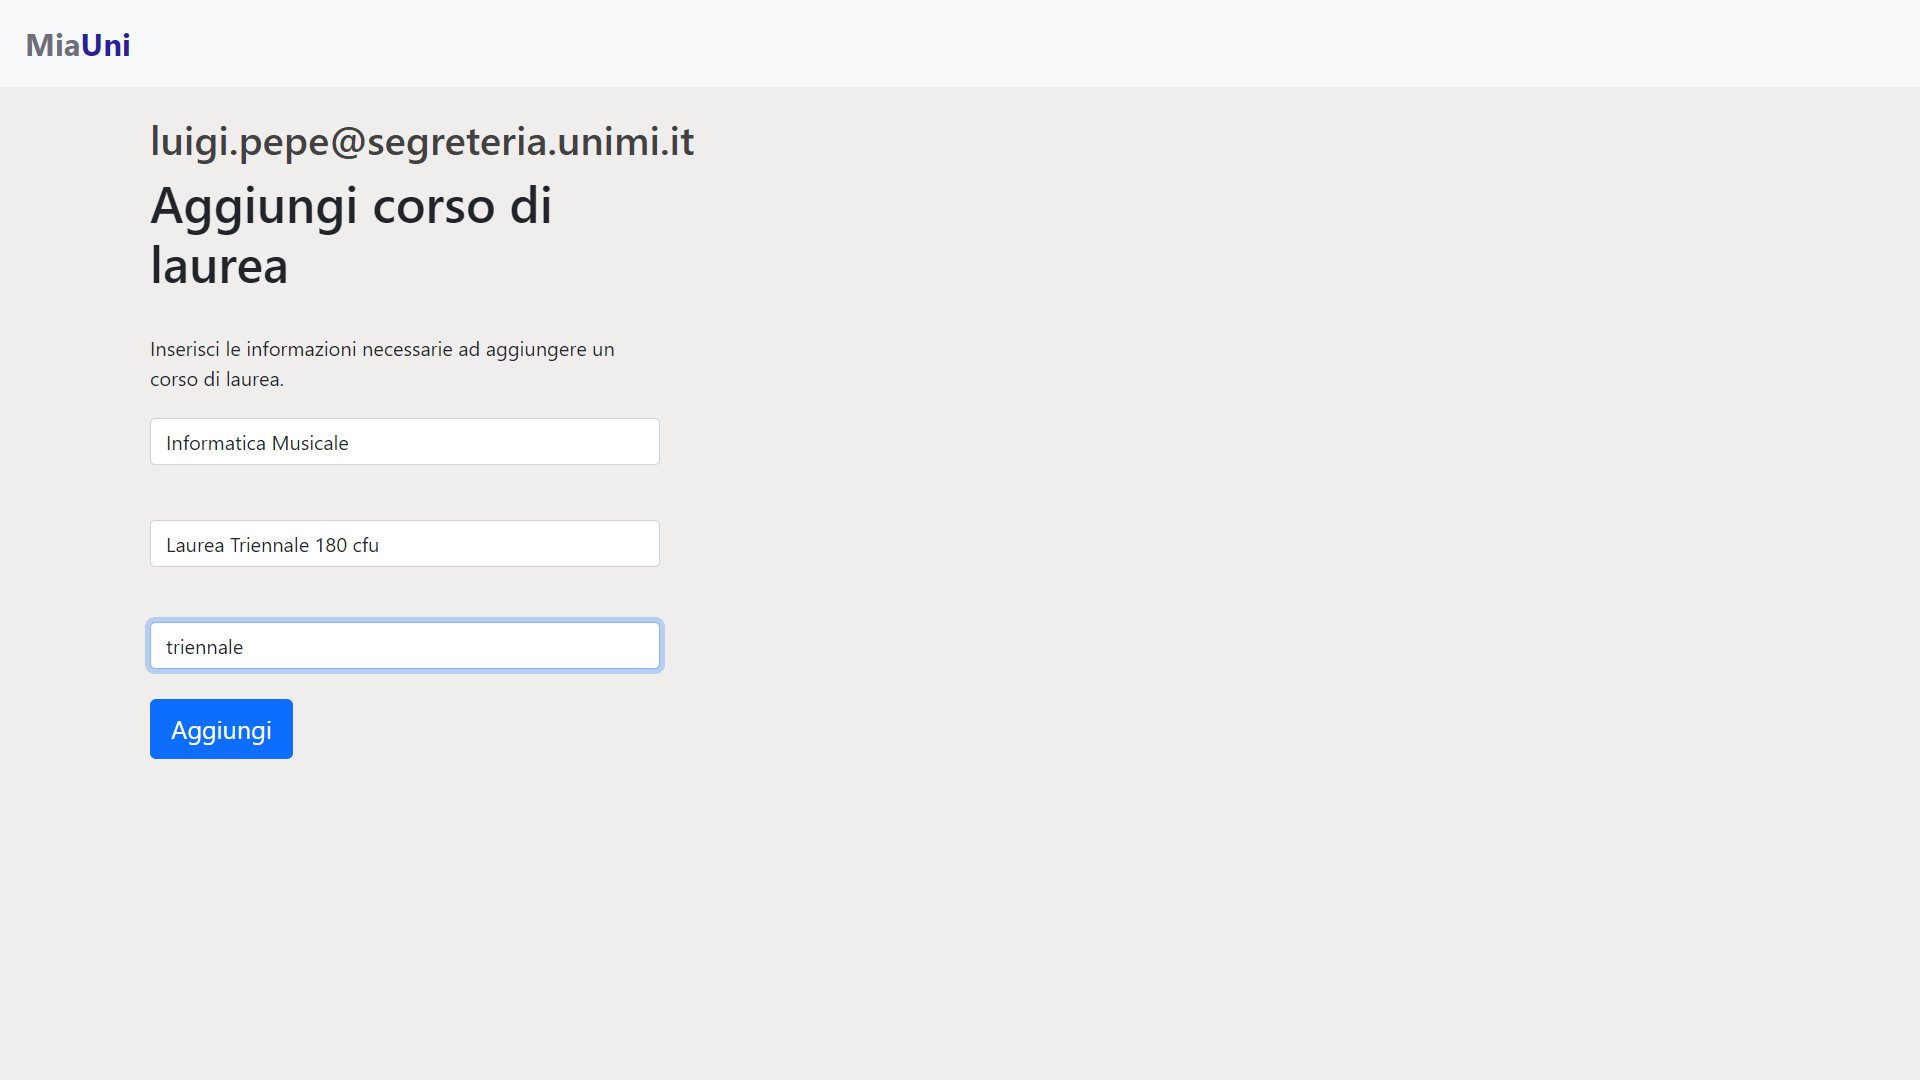 MiaUni
luigi.pepe@segreteria.unimi.it
Aggiungi corso di
laurea
Inserisci le informazioni necessarie ad aggiungere un
corso di laurea.
Informatica Musicale
Laurea Triennale 180 cfu
triennale
Aggiungi